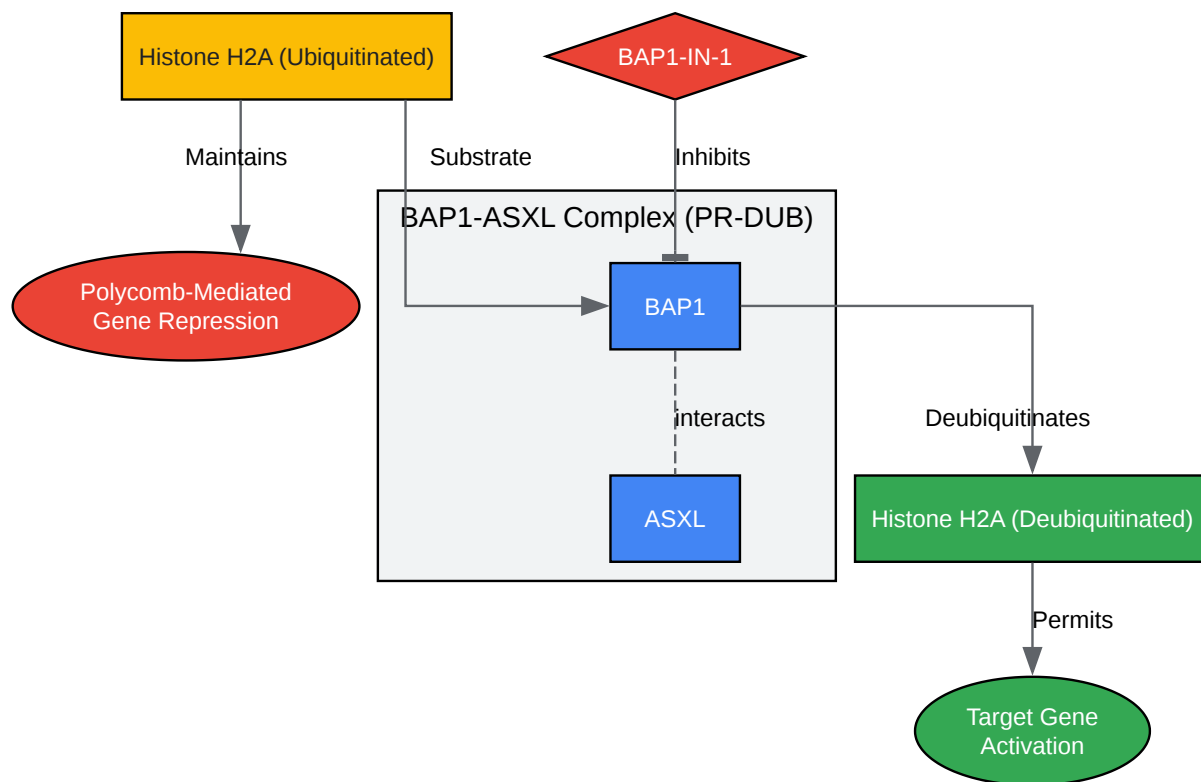 Histone H2A (Ubiquitinated)
BAP1-IN-1
Maintains
Substrate
Inhibits
BAP1-ASXL Complex (PR-DUB)
Polycomb-Mediated
Gene Repression
BAP1
interacts
Deubiquitinates
ASXL
Histone H2A (Deubiquitinated)
Permits
Target Gene
Activation